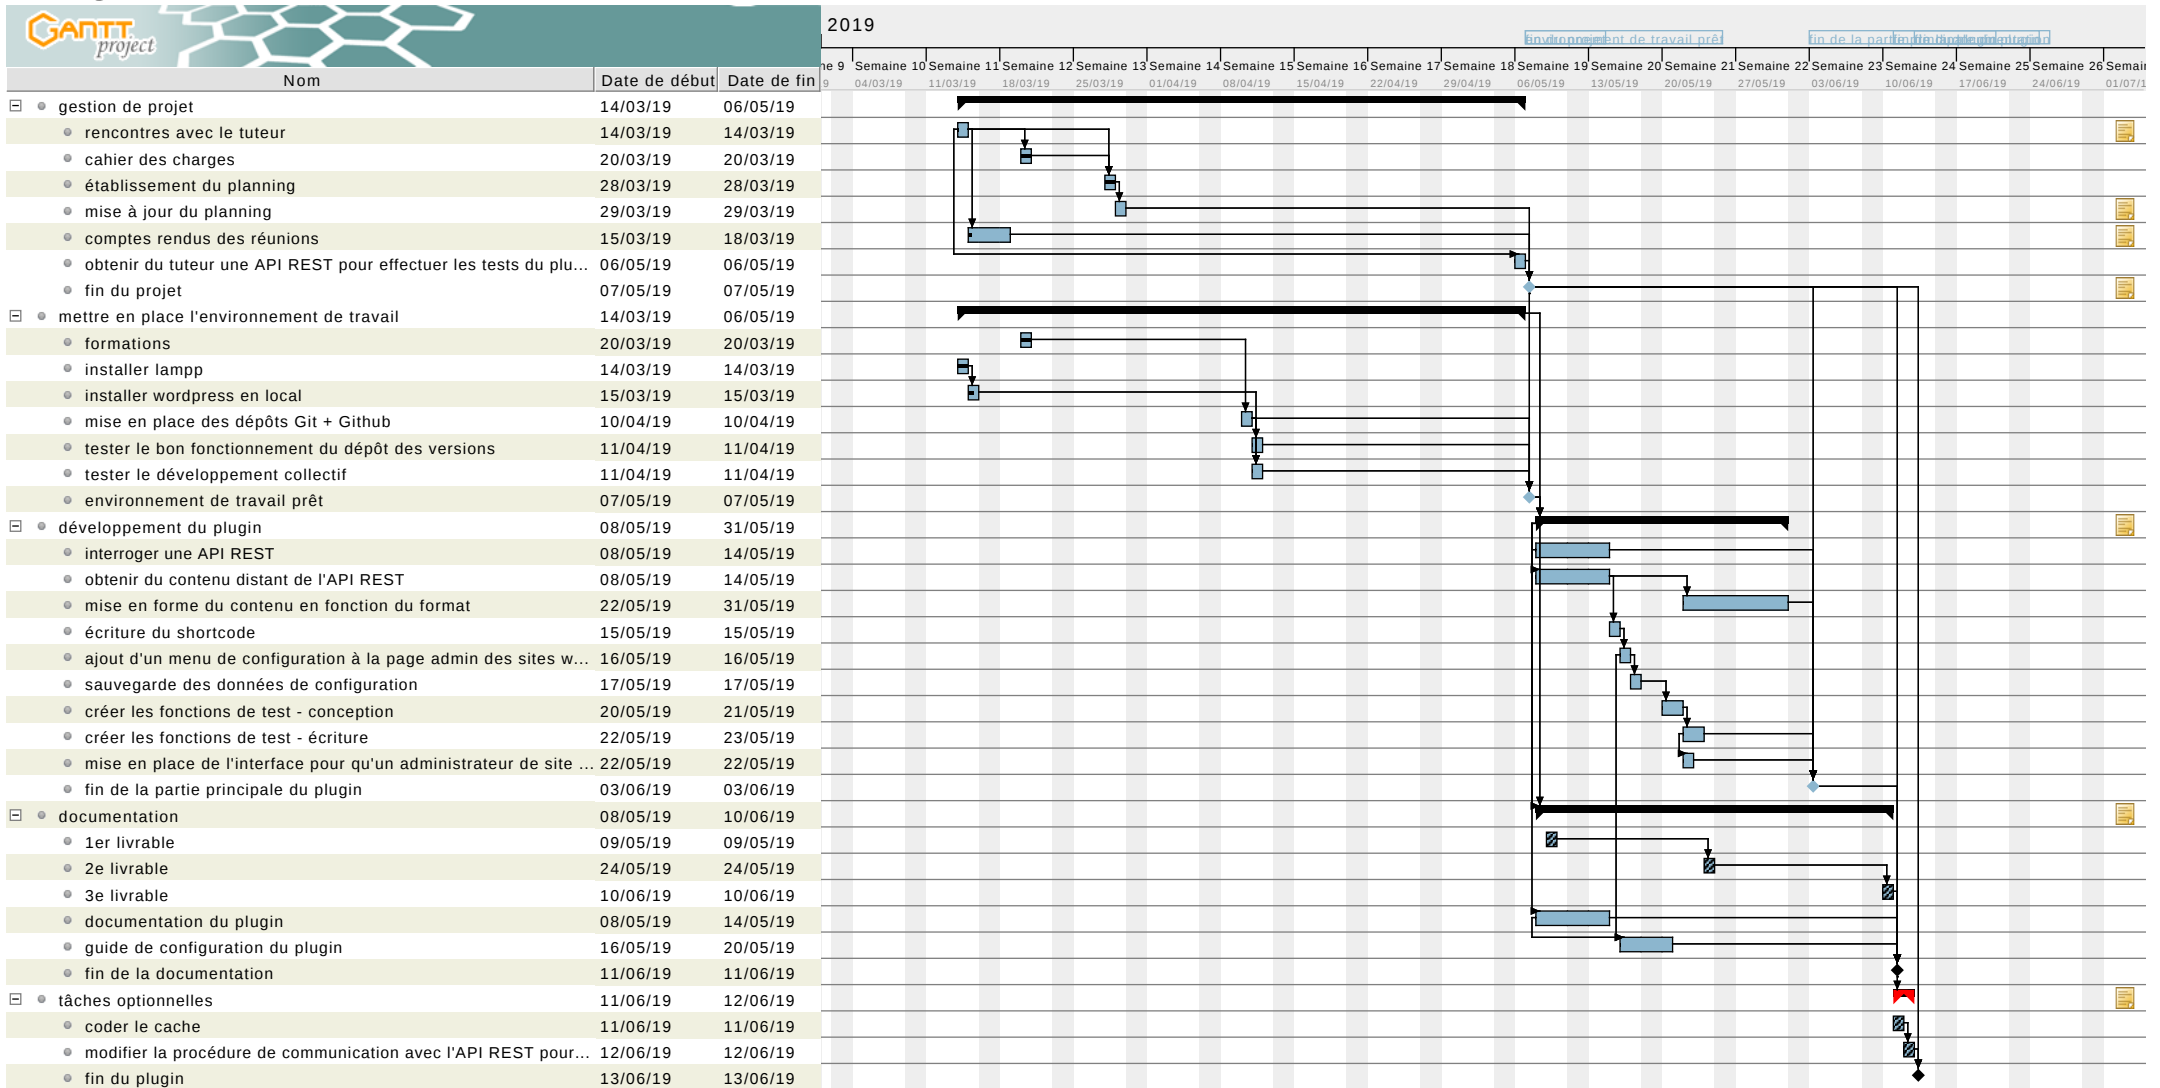 GANTT project
2019
environnement de travail prêt
fin de la
Nom Date de début Date de fin
Semaine 10 Semaine 11 Semaine 12 Semaine 13 Semaine 14 Semaine 15 Semaine 16 Semaine 17 Semaine 18 Semaine 19 Semaine 20 Semaine 21 Semaine 22 Semaine 23 Semaine 24 Semaine 25 Semaine 26
04/03/19 11/03/19 18/03/19 25/03/19 01/04/19 08/04/19 15/04/19 22/04/19 29/04/19 06/05/19 13/05/19 20/05/19 27/05/19 03/06/19 10/06/19 17/06/19 24/06/19 01/07/1
gestion de projet 14/03/19 06/05/19
rencontres avec le tuteur 14/03/19 14/03/19
cahier des charges 20/03/19 20/03/19
établissement du planning 28/03/19 28/03/19
mise à jour du planning 29/03/19 29/03/19
comptes rendus des réunions 15/03/19 18/03/19
obtenir du tuteur une API REST pour effectuer les tests du plu... 06/05/19 06/05/19
fin du projet 07/05/19 07/05/19
mettre en place l'environnement de travail 14/03/19 06/05/19
formations 20/03/19 20/03/19
installer lampp 14/03/19 14/03/19
installer wordpress en local 15/03/19 15/03/19
mise en place des dépôts Git + Github 10/04/19 10/04/19
tester le bon fonctionnement du dépôt des versions 11/04/19 11/04/19
tester le développement collectif 11/04/19 11/04/19
environnement de travail prêt 07/05/19 07/05/19
développement du plugin 08/05/19 31/05/19
interroger une API REST 08/05/19 14/05/19
obtenir du contenu distant de l'API REST 08/05/19 14/05/19
mise en forme du contenu en fonction du format 22/05/19 31/05/19
écriture du shortcode 15/05/19 15/05/19
ajout d'un menu de configuration à la page admin des sites w... 16/05/19 16/05/19
sauvegarde des données de configuration 17/05/19 17/05/19
créer les fonctions de test - conception 20/05/19 21/05/19
créer les fonctions de test - écriture 22/05/19 23/05/19
mise en place de l'interface pour qu'un administrateur de site ... 22/05/19 22/05/19
fin de la partie principale du plugin 03/06/19 03/06/19
documentation 08/05/19 10/06/19
1er livrable 09/05/19 09/05/19
2e livrable 24/05/19 24/05/19
3e livrable 10/06/19 10/06/19
documentation du plugin 08/05/19 14/05/19
guide de configuration du plugin 16/05/19 20/05/19
fin de la documentation 11/06/19 11/06/19
tâches optionnelles 11/06/19 12/06/19
coder le cache 11/06/19 11/06/19
modifier la procédure de communication avec l'API REST pour... 12/06/19 12/06/19
fin du plugin 13/06/19 13/06/19